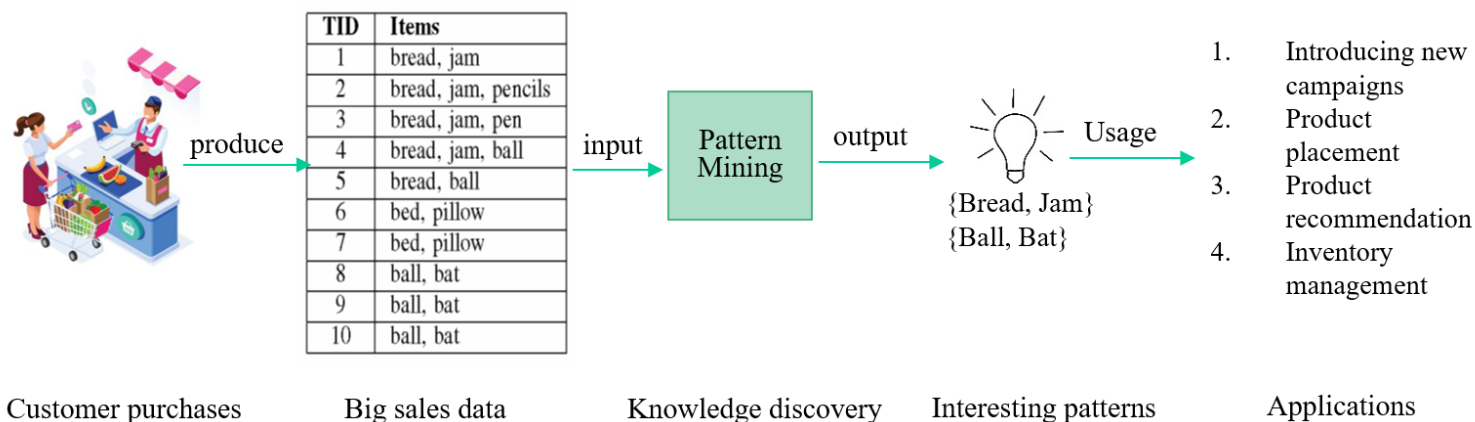 produce
TID Items
1 bread, jam
2 bread, jam, pencils
3 bread, jam, pen
4 bread, jam, ball
5 bread, ball
6 bed, pillow
7 bed, pillow
8 ball, bat
9 ball, bat
10 ball, bat
input
Pattern
Mining
output
{Bread, Jam}
{Ball, Bat}
Usage
1. Introducing new
campaigns
2. Product
placement
3. Product
recommendation
4. Inventory
management
Customer purchases
Big sales data
Knowledge discovery
Interesting patterns
Applications